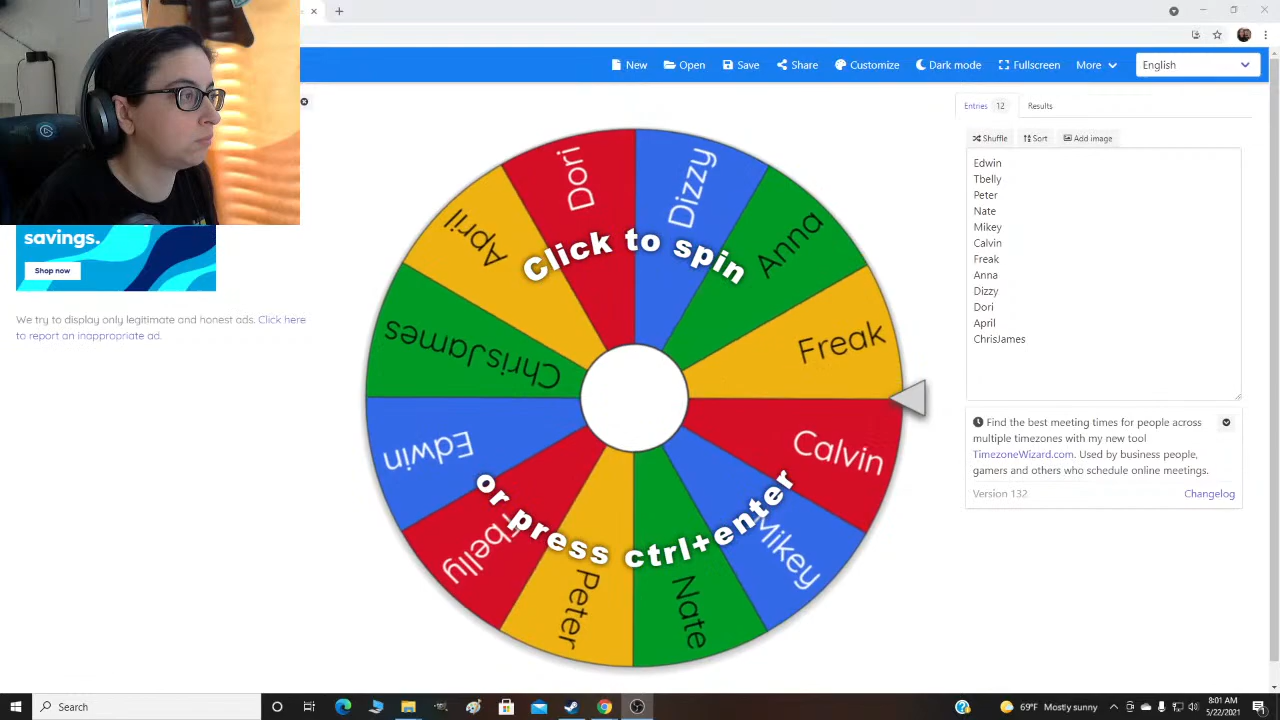 New
Open
Save
Share
Customize
Dark mode
Fullscreen
More
English
Entries 12
Results
Shuffle
Sort
Add image
Edwin
Tbelly
Peter
Nate
Mikey
Calvin
Freak
Anna
Dizzy
Dori
April
ChrisJames
Find the best meeting times for people across
multiple timezones with my new tool
TimezoneWizard.com. Used by business people,
gamers and others who schedule online meetings.
Version 132
Changelog
savings.
Shop now
We try to display only legitimate and honest ads. Click here
to report an inappropriate ad.
Click to spin
or press ctrl+enter
Dori
Dizzy
Anna
Freak
Calvin
Mikey
Nate
Peter
Tbelly
Edwin
ChrisJames
April
Search
69°F Mostly sunny
8:01 AM
5/22/2021